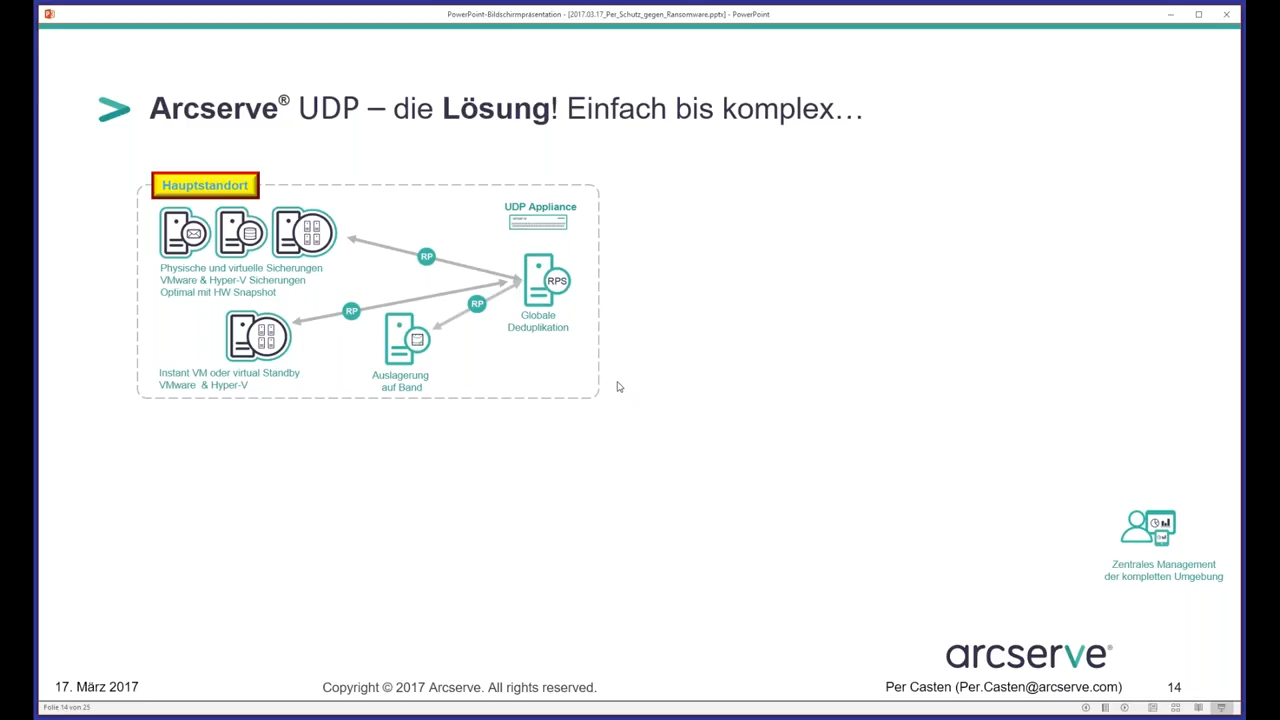 PowerPoint-Bildschirmpräsentation - [2017.03.17_Per_Schutz_gegen_Ransomware.pptx] - PowerPoint
> Arcserve® UDP – die Lösung! Einfach bis komplex…
Hauptstandort
UDP Appliance
RP
Physische und virtuelle Sicherungen
VMware & Hyper-V Sicherungen
Optimal mit HW Snapshot
RPS
RP
RP
Globale
Deduplikation
Instant VM oder virtual Standby
VMware & Hyper-V
Auslagerung
auf Band
Zentrales Management
der kompletten Umgebung
arcserve®
17. März 2017
Copyright © 2017 Arcserve. All rights reserved.
Per Casten (Per.Casten@arcserve.com)
14
Folie 14 von 25